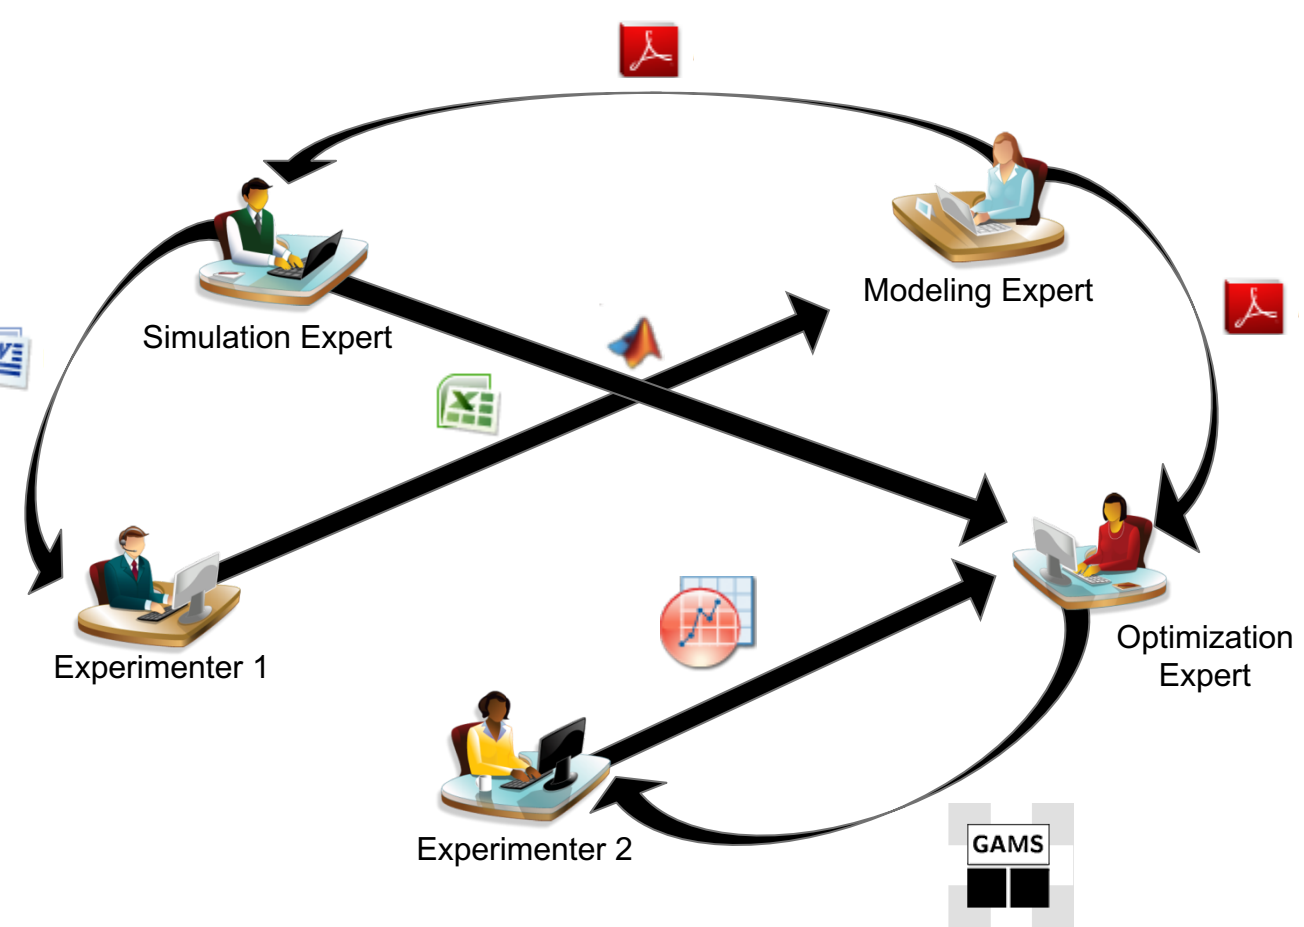 Modeling Expert
Simulation Expert
W
X
Experimenter 1
Optimization
Expert
Experimenter 2
GAMS